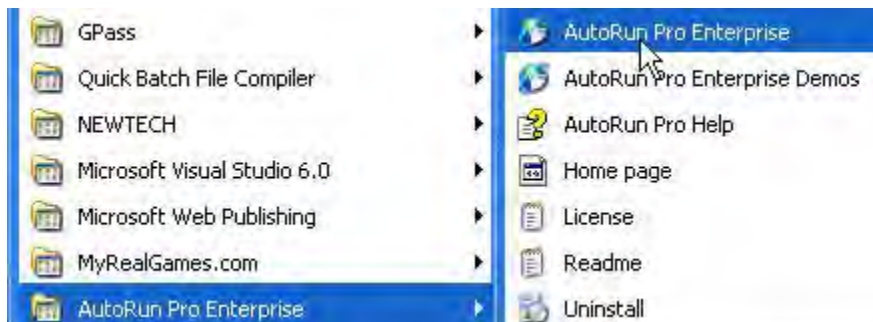 GPass
Quick Batch File Compiler
NEWTECH
Microsoft Visual Studio 6.0
Microsoft Web Publishing
MyRealGames.com
AutoRun Pro Enterprise
AutoRun Pro Enterprise
AutoRun Pro Enterprise Demos
AutoRun Pro Help
Home page
License
Readme
Uninstall